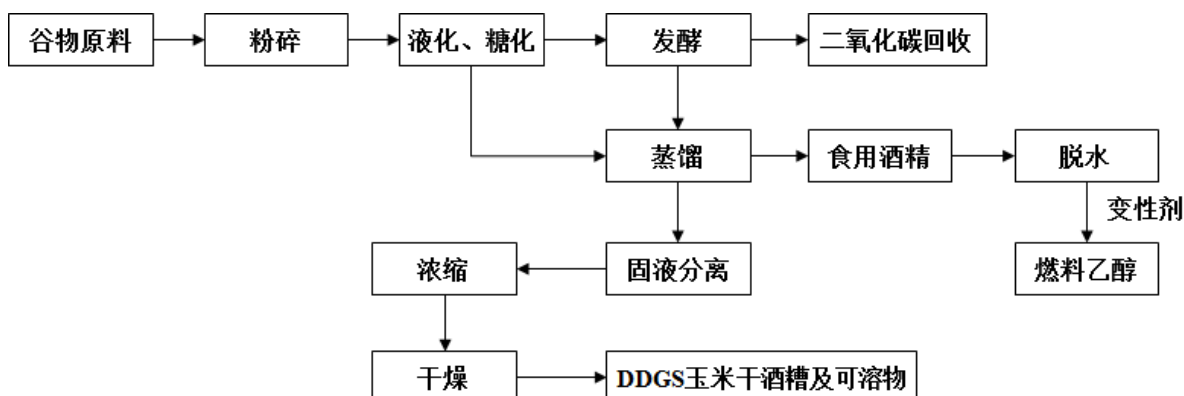 谷物原料
粉碎
液化、糖化
发酵
二氧化碳回收
蒸馏
食用酒精
脱水
变性剂
浓缩
固液分离
燃料乙醇
干燥
DDGS玉米干酒糟及可溶物